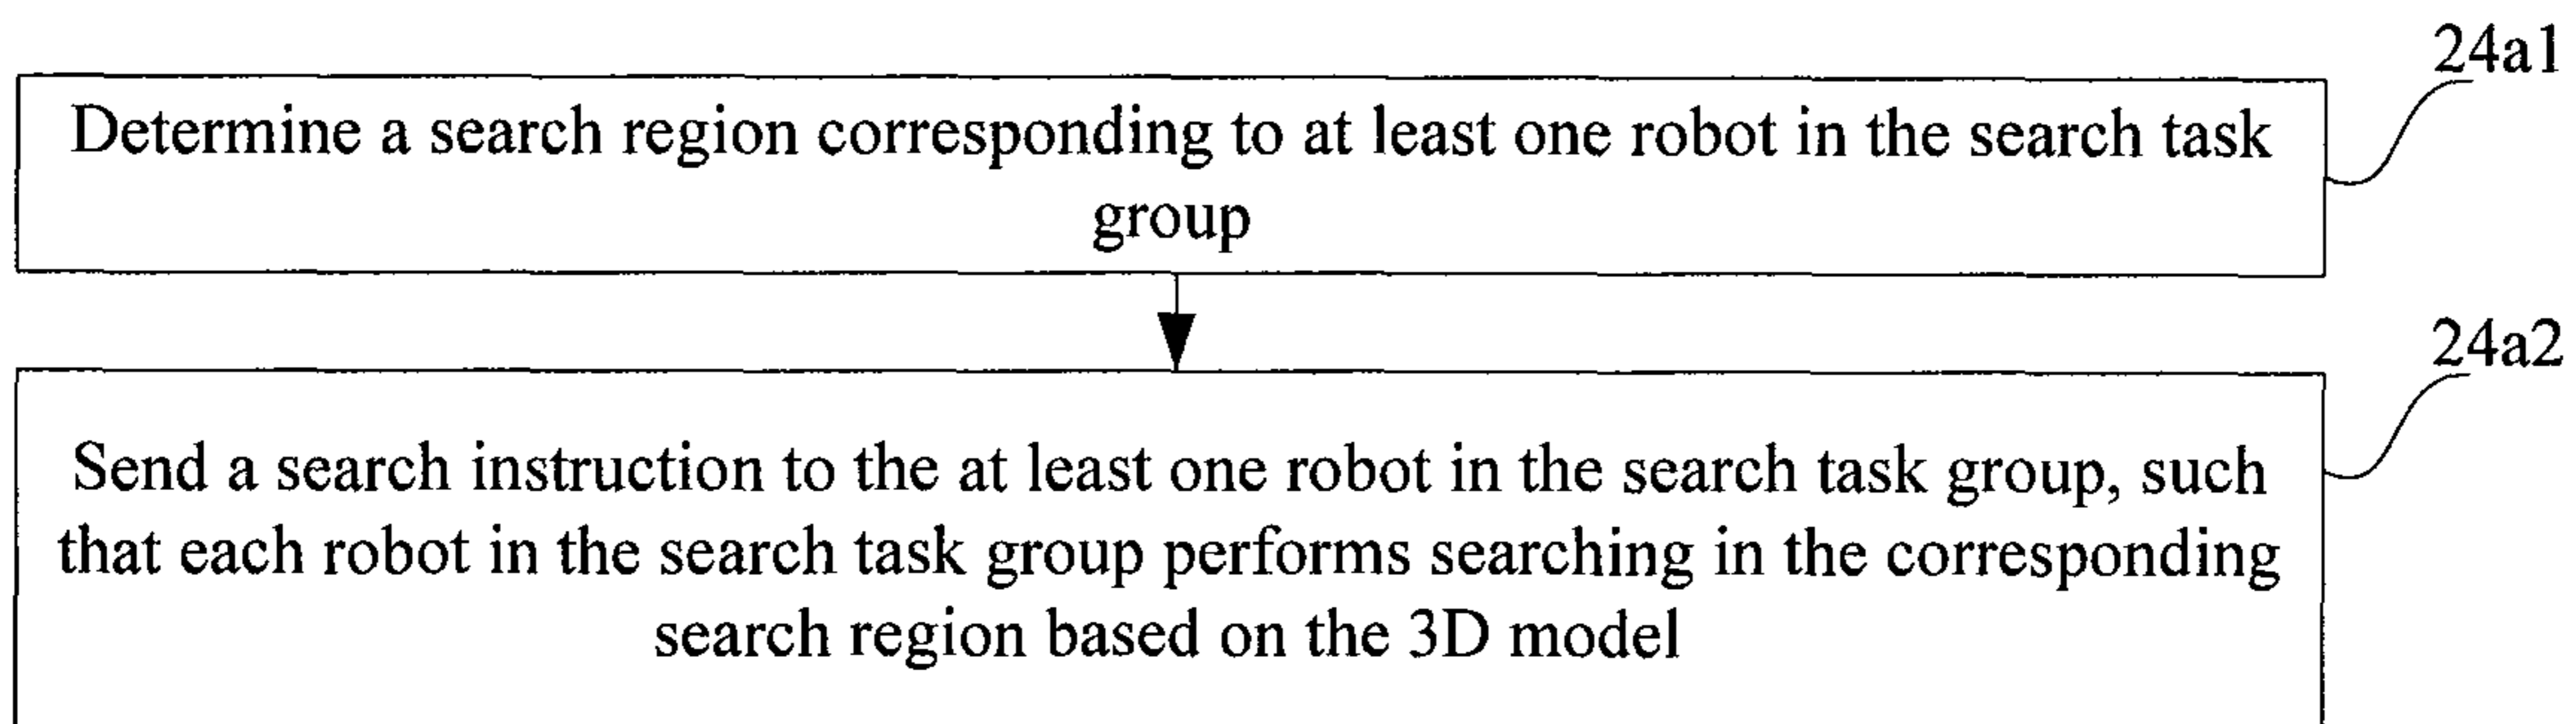 24a1
Determine a search region corresponding to at least one robot in the search task
group
24a2
Send a search instruction to the at least one robot in the search task group, such
that each robot in the search task group performs searching in the corresponding
search region based on the 3D model